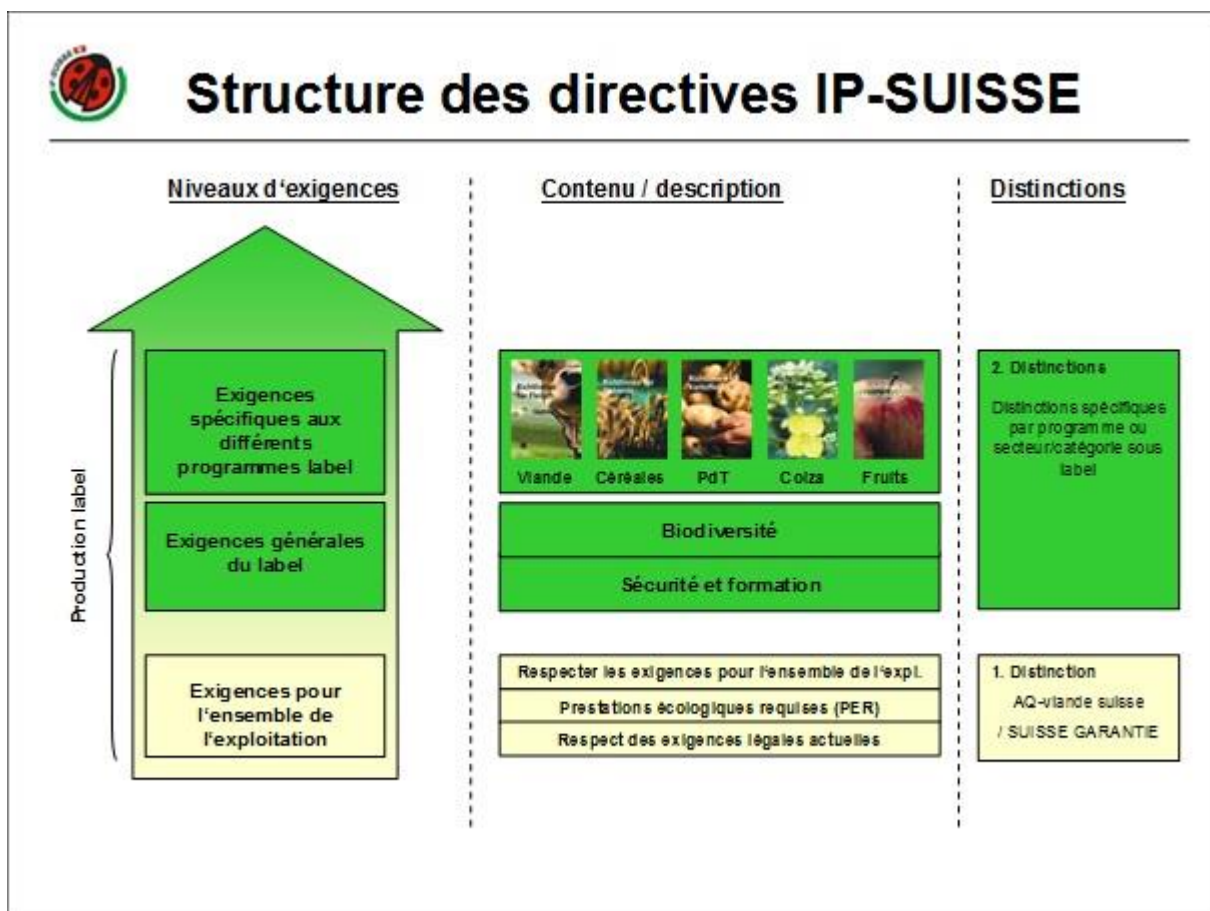 IP-SUISSE
Structure des directives IP-SUISSE
Niveaux d'exigences
Contenu / description
Distinctions
Production label
Exigences
spécifiques aux
différents
programmes label
Viande
Céréales
PdT
Colza
Fruits
2. Distinctions
Distinctions spécifiques
par programme ou
secteur/catégorie sous
label
Exigences générales
du label
Biodiversité
Sécurité et formation
Exigences pour
l'ensemble de
l'exploitation
Respecter les exigences pour l'ensemble de l'expl.
Prestations écologiques requises (PER)
Respect des exigences légales actuelles
1. Distinction
AQ-viande suisse
/ SUISSE GARANTIE